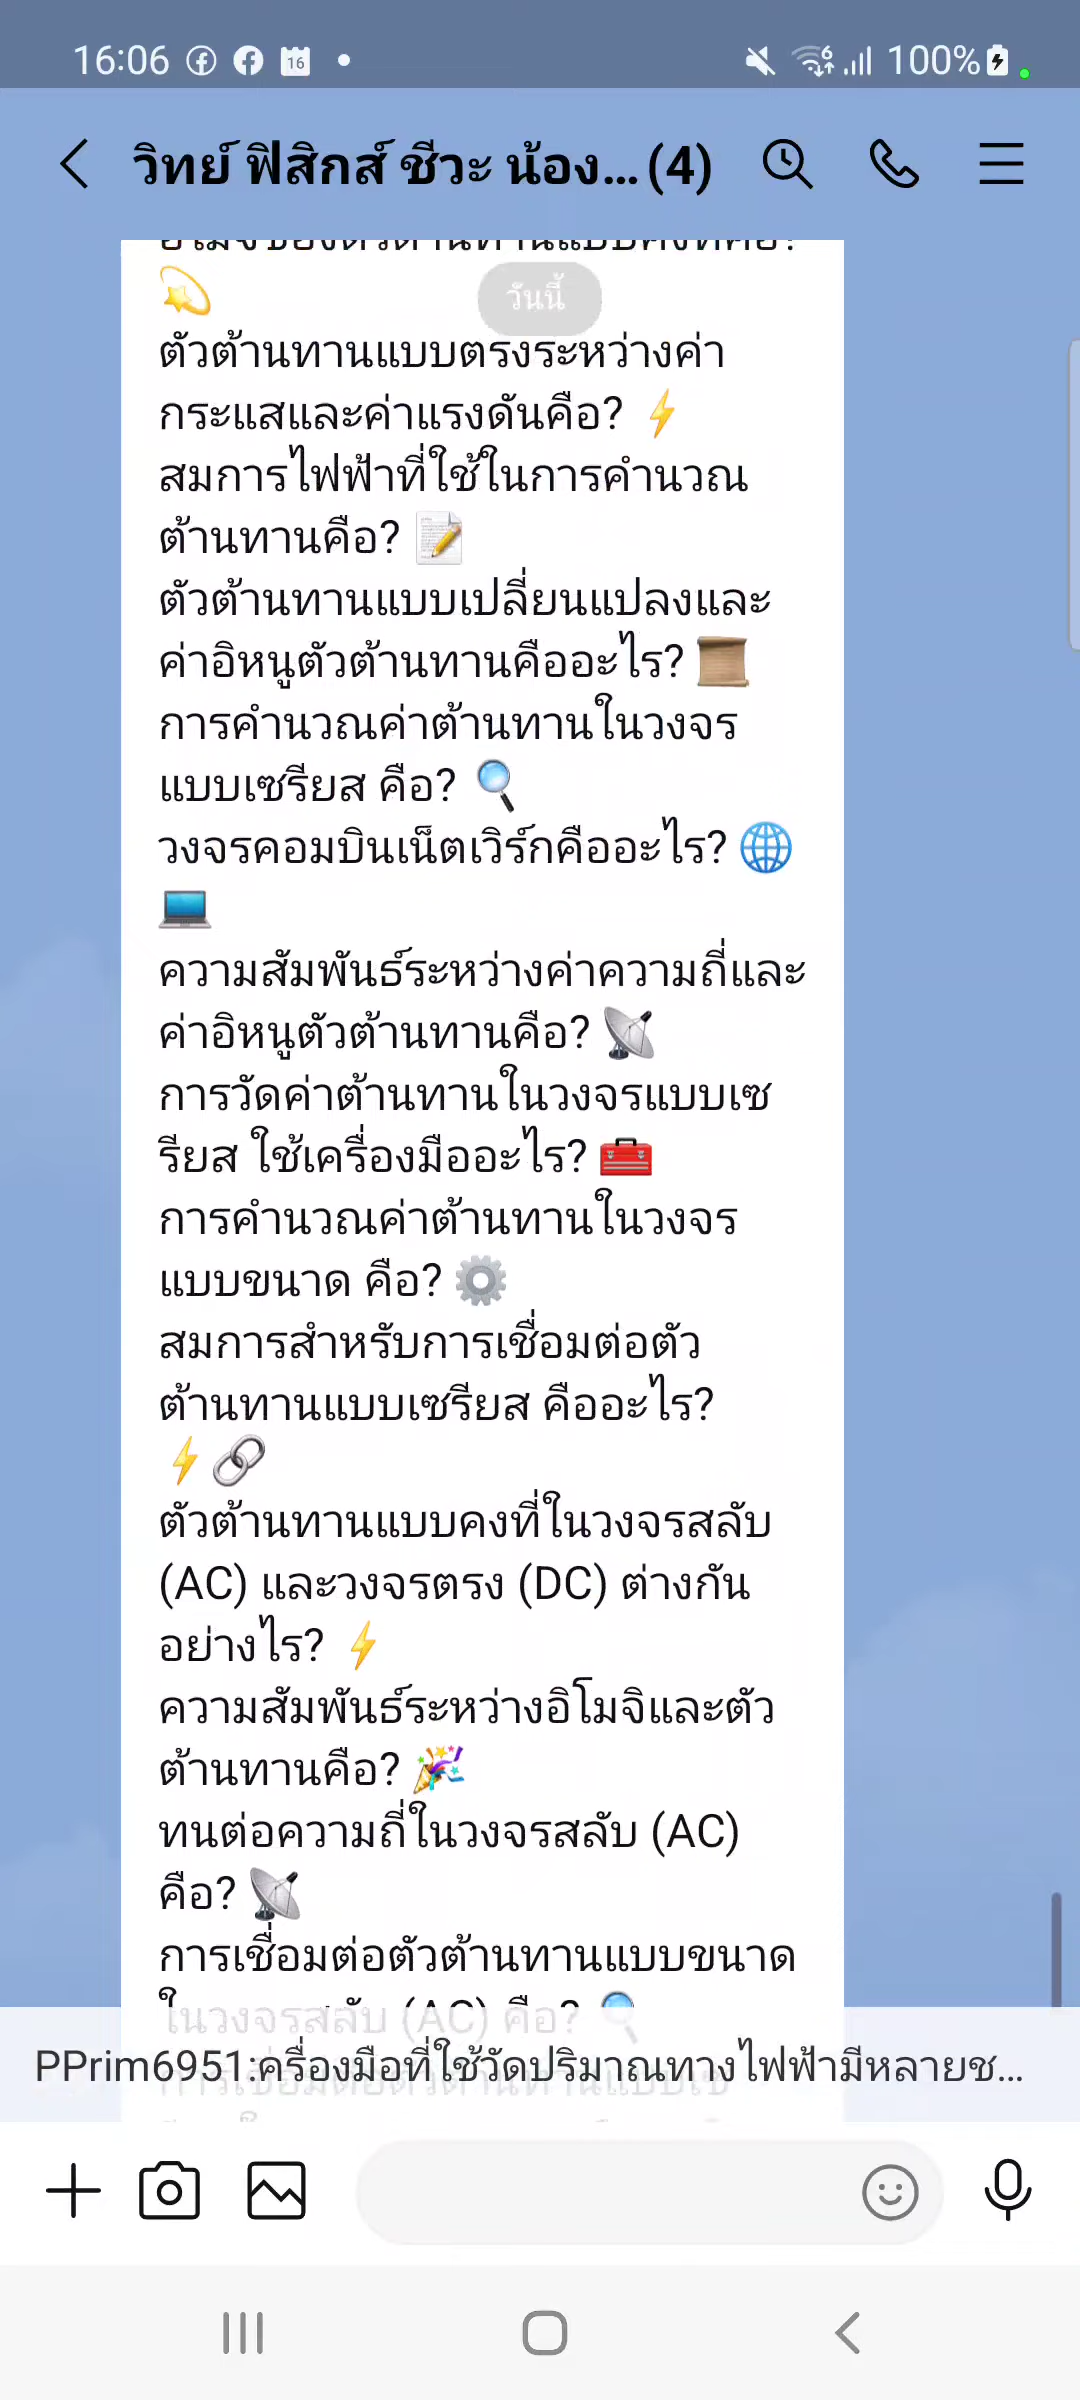 16:06
16
100%
วิทย์ ฟิสิกส์ ชีวะ น้อง... (4)
วันนี้
ตัวต้านทานแบบตรงระหว่างค่า
กระแสและค่าแรงดันคือ? ⚡
สมการไฟฟ้าที่ใช้ในการคำนวณ
ต้านทานคือ? 📝
ตัวต้านทานแบบเปลี่ยนแปลงและ
ค่าอิหนูตัวต้านทานคืออะไร? 📜
การคำนวณค่าต้านทานในวงจร
แบบเซรียส คือ? 🔍
วงจรคอมบินเน็ตเวิร์กคืออะไร? 🌐
💻
ความสัมพันธ์ระหว่างค่าความถี่และ
ค่าอิหนูตัวต้านทานคือ? 📡
การวัดค่าต้านทานในวงจรแบบเซ
รียส ใช้เครื่องมืออะไร? 🧰
การคำนวณค่าต้านทานในวงจร
แบบขนาด คือ? ⚙️
สมการสำหรับการเชื่อมต่อตัว
ต้านทานแบบเซรียส คืออะไร?
⚡🔗
ตัวต้านทานแบบคงที่ในวงจรสลับ
(AC) และวงจรตรง (DC) ต่างกัน
อย่างไร? ⚡
ความสัมพันธ์ระหว่างอิโมจิและตัว
ต้านทานคือ? 🎉
ทนต่อความถี่ในวงจรสลับ (AC)
คือ? 📡
การเชื่อมต่อตัวต้านทานแบบขนาด
ในวงจรสลับ (AC) คือ? 🔍
PPrim6951:ครื่องมือที่ใช้วัดปริมาณทางไฟฟ้ามีหลายช...